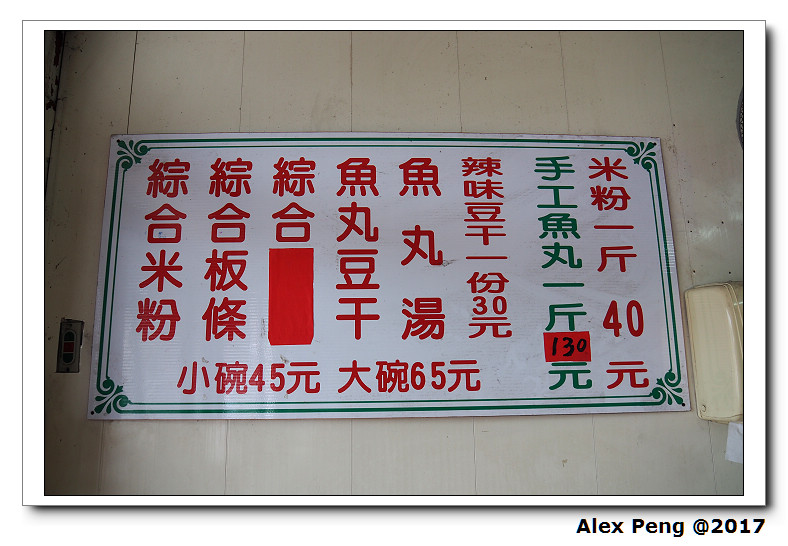 米粉一斤40元
手工魚丸一斤130元
辣味豆干一份30元
魚丸湯
魚丸豆干
綜合
綜合板條
綜合米粉
小碗45元 大碗65元
Alex Peng @2017